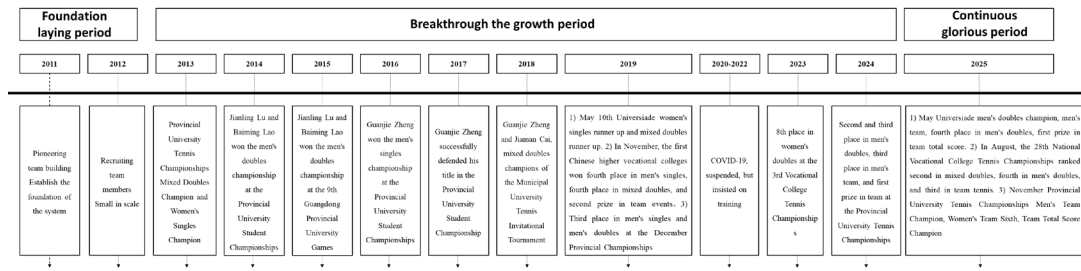 Foundation
laying period
Breakthrough the growth period
Continuous
glorious period
2011
2012
2013
2014
2015
2016
2017
2018
2019
2020-2022
2023
2024
2025
Pioneering
team building
Establish the
foundation of
the system
Recruiting
team
members
Small in scale
Provincial
University
Tennis
Championships
Mixed Doubles
Champion and
Women's
Singles
Champion
Jianling Lu and
Baiming Lao
won the men's
doubles
championship
at the
Provincial
University
Student
Championships
Jianling Lu and
Baiming Lao
won the men's
doubles
championship
at the 9th
Guangdong
Provincial
University
Games
Guanjie Zheng
won the men's
singles
championship
at the
Provincial
University
Student
Championships
Guanjie Zheng
successfully
defended his
title in the
Provincial
University
Student
Championship
Guanjie Zheng
and Jiaman Cai,
mixed doubles
champions of
the Municipal
University
Tennis
Invitational
Tournament
1) May 10th Universiade women's
singles runner up and mixed doubles
runner up. 2) In November, the first
Chinese higher vocational colleges
won fourth place in men's singles,
fourth place in mixed doubles, and
second prize in team events. 3)
Third place in men's singles and
men's doubles at the December
Provincial Championships
COVID-19,
suspended, but
insisted on
training
8th place in
women's
doubles at the
3rd Vocational
College
Tennis
Championship
s
Second and third
place in men's
doubles, third
place in men's
team, and first
prize in team at
the Provincial
University Tennis
Championships
1) May Universiade men's doubles champion, men's
team, fourth place in men's doubles, first prize in
team total score. 2) In August, the 28th National
Vocational College Tennis Championships ranked
second in mixed doubles, fourth in men's doubles,
and third in team tennis. 3) November Provincial
University Tennis Championships Men's Team
Champion, Women's Team Sixth, Team Total Score
Champion